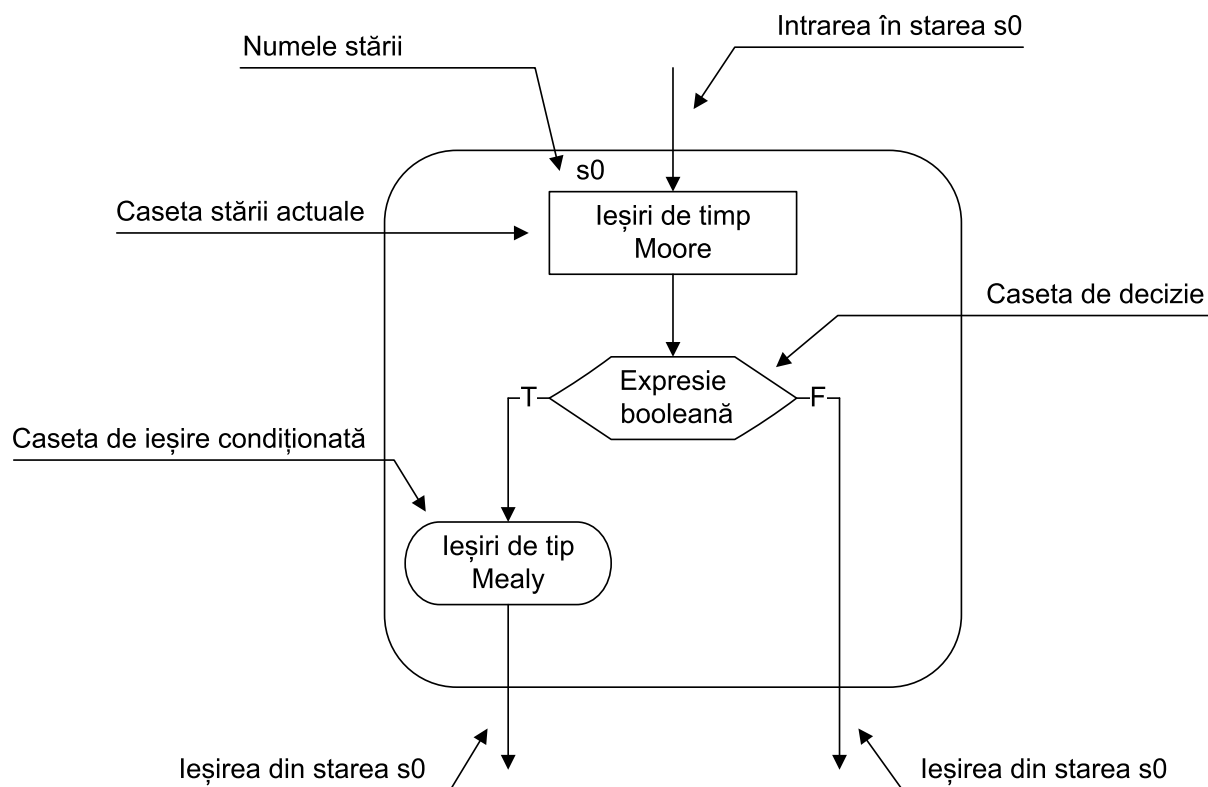 Intrarea în starea s0
Numele stării
s0
Caseta stării actuale
Ieșiri de timp
Moore
Caseta de decizie
Expresie
booleană
T
F
Caseta de ieșire condiționată
Ieșiri de tip
Mealy
Ieșirea din starea s0
Ieșirea din starea s0